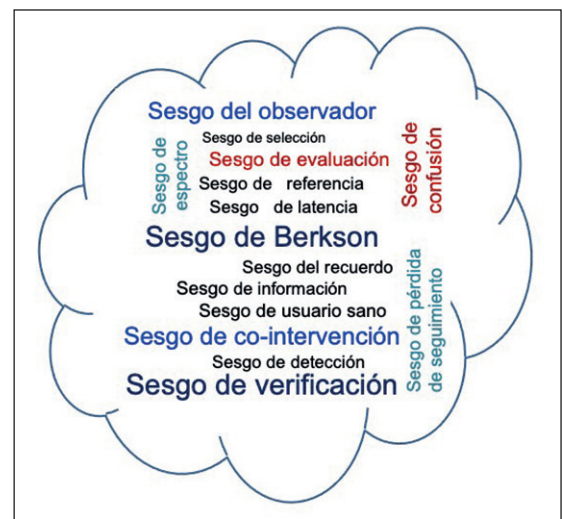 Sesgo del observador
Sesgo de selección
Sesgo de evaluación
Sesgo de
espectro
Sesgo de
confusión
Sesgo de referencia
Sesgo de latencia
Sesgo de Berkson
Sesgo del recuerdo
Sesgo de información
Sesgo de usuario sano
Sesgo de pérdida
de seguimiento
Sesgo de co-intervención
Sesgo de detección
Sesgo de verificación